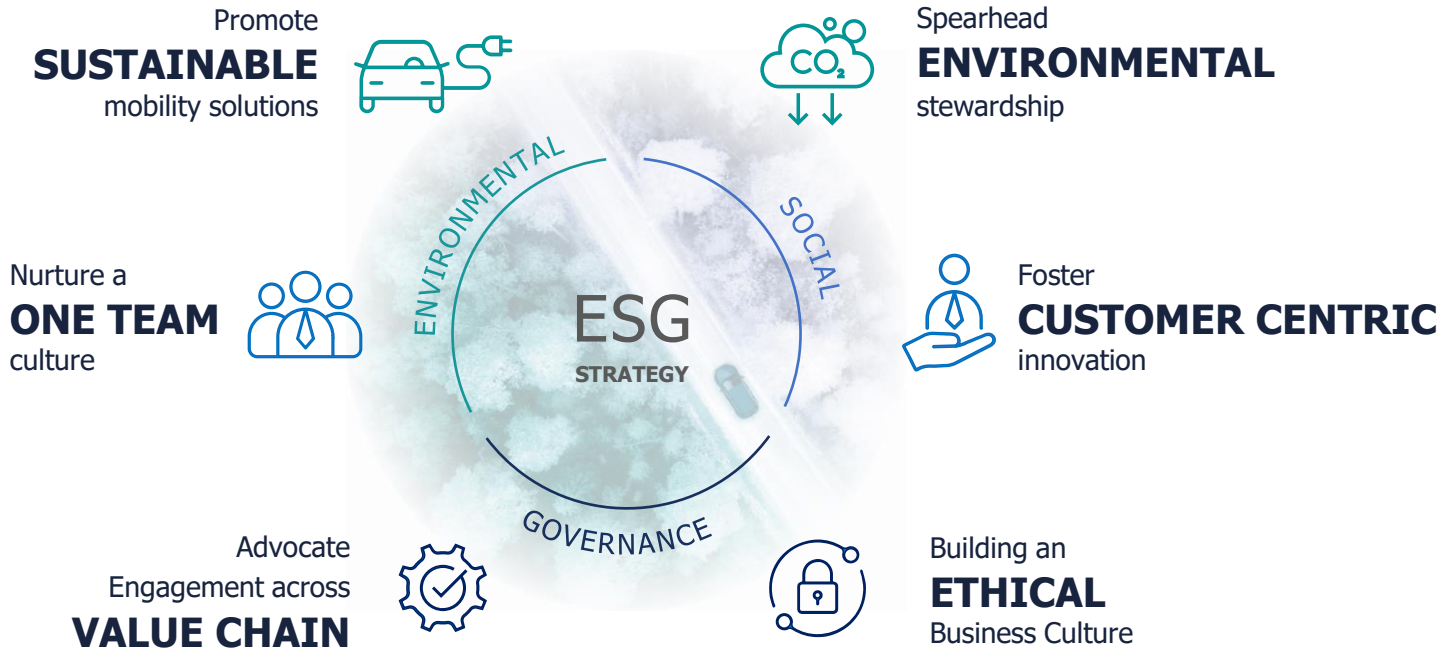 Promote
SUSTAINABLE
mobility solutions
CO₂
Spearhead
ENVIRONMENTAL
stewardship
ENVIRONMENTAL
SOCIAL
Nurture a
ONE TEAM
culture
ESG
STRATEGY
Foster
CUSTOMER CENTRIC
innovation
GOVERNANCE
Advocate
Engagement across
VALUE CHAIN
Building an
ETHICAL
Business Culture